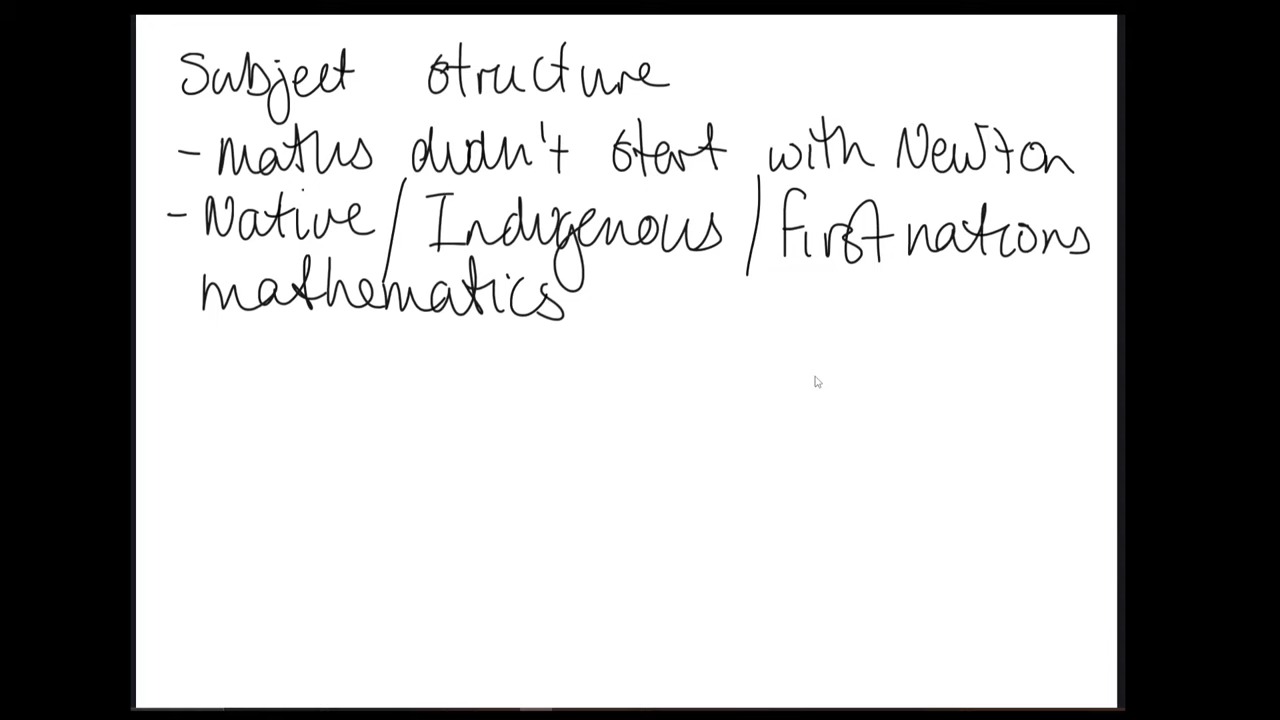 Subject structure
- maths didn't start with Newton
- Native / Indigenous / First nations
mathematics